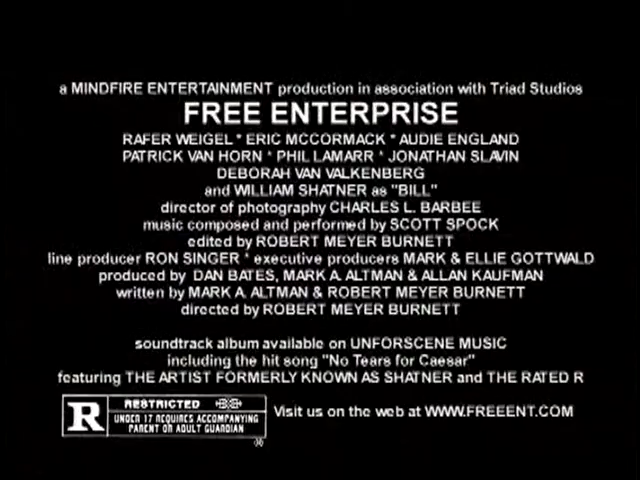 a MINDFIRE ENTERTAINMENT production in association with Triad Studios
FREE ENTERPRISE
RAFER WEIGEL * ERIC MCCORMACK * AUDIE ENGLAND
PATRICK VAN HORN * PHIL LAMARR * JONATHAN SLAVIN
DEBORAH VAN VALKENBERG
and WILLIAM SHATNER as "BILL"
director of photography CHARLES L. BARBEE
music composed and performed by SCOTT SPOCK
edited by ROBERT MEYER BURNETT
line producer RON SINGER * executive producers MARK & ELLIE GOTTWALD
produced by DAN BATES, MARK A. ALTMAN & ALLAN KAUFMAN
written by MARK A. ALTMAN & ROBERT MEYER BURNETT
directed by ROBERT MEYER BURNETT
soundtrack album available on UNFORSCENE MUSIC
including the hit song "No Tears for Caesar"
featuring THE ARTIST FORMERLY KNOWN AS SHATNER and THE RATED R
R RESTRICTED
UNDER 17 REQUIRES ACCOMPANYING
PARENT OR ADULT GUARDIAN
Visit us on the web at WWW.FREEENT.COM